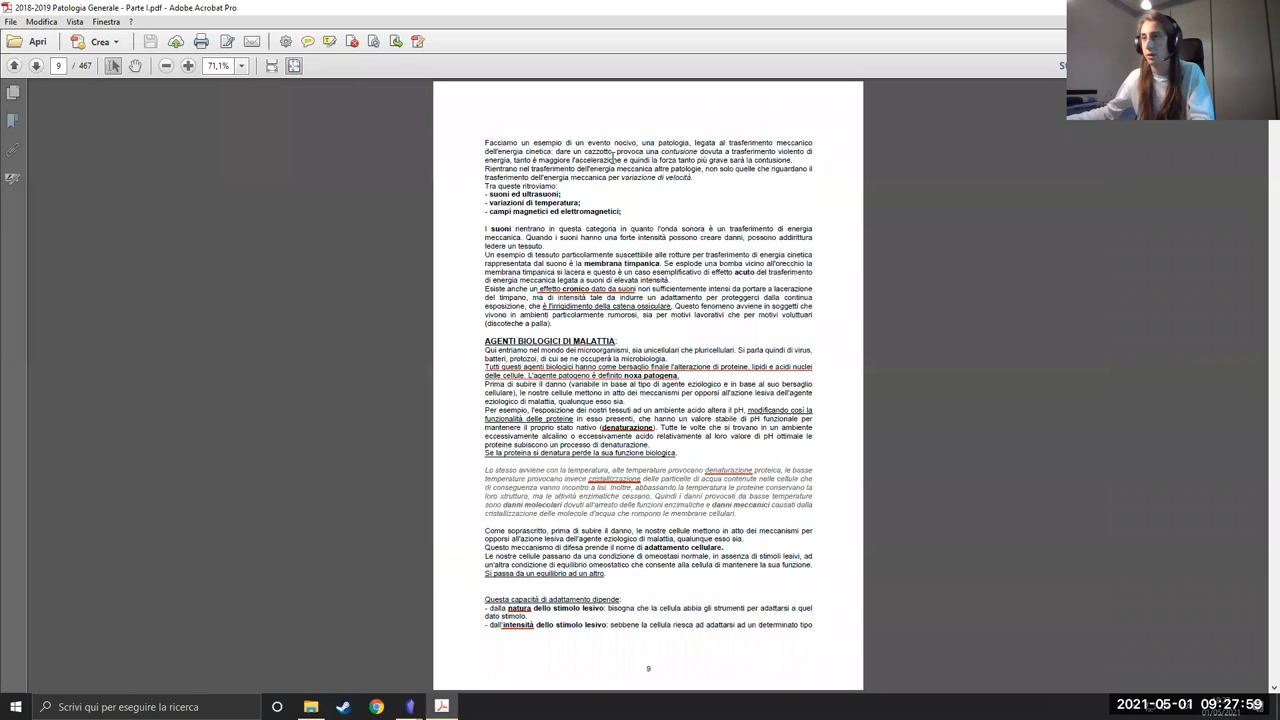 2018-2019 Patologia Generale - Parte I.pdf - Adobe Acrobat Pro
File Modifica Vista Finestra ?
Apri Crea
9 / 467 71,1%
Facciamo un esempio di un evento nocivo, una patologia, legata al trasferimento meccanico
dell'energia cinetica: dare un cazzotto provoca una contusione dovuta a trasferimento violento di
energia, tanto è maggiore l'accelerazione e quindi la forza tanto più grave sarà la contusione.
Rientrano nel trasferimento dell'energia meccanica altre patologie, non solo quelle che riguardano il
trasferimento dell'energia meccanica per variazione di velocità.
Tra queste ritroviamo:
- suoni ed ultrasuoni;
- variazioni di temperatura;
- campi magnetici ed elettromagnetici;
I suoni rientrano in questa categoria in quanto l'onda sonora è un trasferimento di energia
meccanica. Quando i suoni hanno una forte intensità possono creare danni, possono addirittura
ledere un tessuto.
Un esempio di tessuto particolarmente suscettibile alle rotture per trasferimento di energia cinetica
rappresentata dal suono è la membrana timpanica. Se esplode una bomba vicino all'orecchio la
membrana timpanica si lacera e questo è un caso esemplificativo di effetto acuto del trasferimento
di energia meccanica legata a suoni di elevata intensità.
Esiste anche un effetto cronico dato da suoni non sufficientemente intensi da portare a lacerazione
del timpano, ma di intensità tale da indurre un adattamento per proteggerci dalla continua
esposizione, che è l'irrigidimento della catena ossiculare. Questo fenomeno avviene in soggetti che
vivono in ambienti particolarmente rumorosi, sia per motivi lavorativi che per motivi voluttuari
(discoteche a palla).
AGENTI BIOLOGICI DI MALATTIA:
Qui entriamo nel mondo dei microorganismi, sia unicellulari che pluricellulari. Si parla quindi di virus,
batteri, protozoi, di cui se ne occuperà la microbiologia.
Tutti questi agenti biologici hanno come bersaglio finale l'alterazione di proteine, lipidi e acidi nuclei
delle cellule. L'agente patogeno è definito noxa patogena.
Prima di subire il danno (variabile in base al tipo di agente eziologico e in base al suo bersaglio
cellulare), le nostre cellule mettono in atto dei meccanismi per opporsi all'azione lesiva dell'agente
eziologico di malattia, qualunque esso sia.
Per esempio, l'esposizione dei nostri tessuti ad un ambiente acido altera il pH, modificando così la
funzionalità delle proteine in esso presenti, che hanno un valore stabile di pH funzionale per
mantenere il proprio stato nativo (denaturazione). Tutte le volte che si trovano in un ambiente
eccessivamente alcalino o eccessivamente acido relativamente al loro valore di pH ottimale le
proteine subiscono un processo di denaturazione.
Se la proteina si denatura perde la sua funzione biologica.
Lo stesso avviene con la temperatura, alte temperature provocano denaturazione proteica, le basse
temperature provocano invece cristallizzazione delle particelle di acqua contenute nelle cellule che
di conseguenza vanno incontro a lisi. Inoltre, abbassando la temperatura le proteine conservano la
loro struttura, ma le attività enzimatiche cessano. Quindi i danni provocati da basse temperature
sono danni molecolari dovuti all'arresto delle funzioni enzimatiche e danni meccanici causati dalla
cristallizzazione delle molecole d'acqua che rompono le membrane cellulari.
Come soprascritto, prima di subire il danno, le nostre cellule mettono in atto dei meccanismi per
opporsi all'azione lesiva dell'agente eziologico di malattia, qualunque esso sia.
Questo meccanismo di difesa prende il nome di adattamento cellulare.
Le nostre cellule passano da una condizione di omeostasi normale, in assenza di stimoli lesivi, ad
un'altra condizione di equilibrio omeostatico che consente alla cellula di mantenere la sua funzione.
Si passa da un equilibrio ad un altro.
Questa capacità di adattamento dipende:
- dalla natura dello stimolo lesivo: bisogna che la cellula abbia gli strumenti per adattarsi a quel
dato stimolo.
- dall'intensità dello stimolo lesivo: sebbene la cellula riesca ad adattarsi ad un determinato tipo
9
Scrivi qui per eseguire la ricerca
2021-05-01 09:27:59